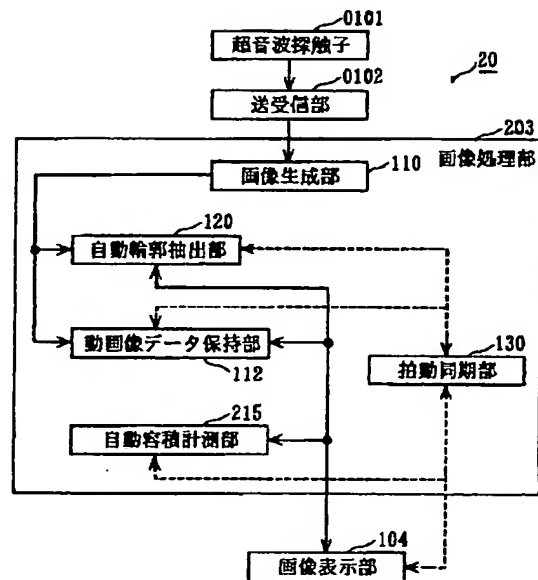 0101
超音波探触子
20
0102
送受信部
203
画像処理部
画像生成部
110
120
自動輪郭抽出部
動画像データ保持部
112
130
拍動同期部
215
自動容積計測部
104
画像表示部